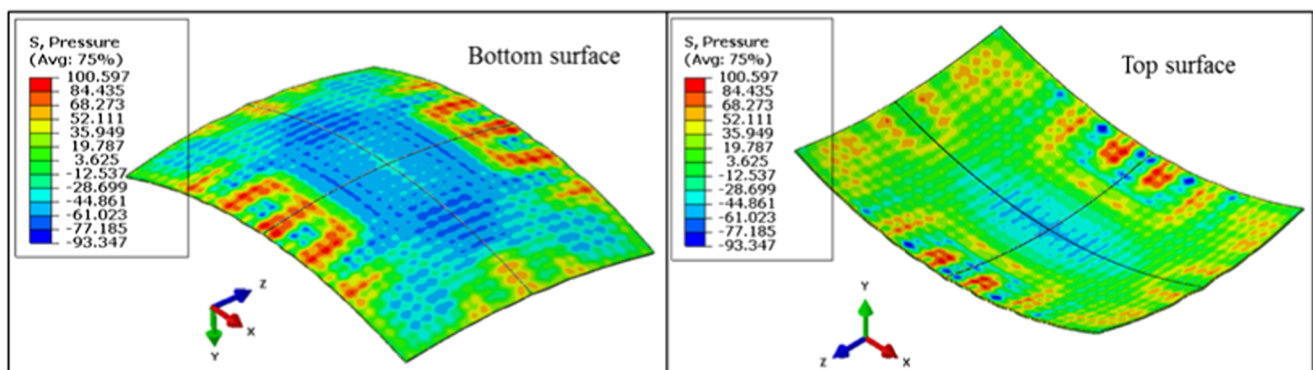 S, Pressure
(Avg: 75%)
100.597
84.435
68.273
52.111
35.949
19.787
3.625
-12.537
-28.699
-44.861
-61.023
-77.185
-93.347
Bottom surface
Z
X
Y
S, Pressure
(Avg: 75%)
100.597
84.435
68.273
52.111
35.949
19.787
3.625
-12.537
-28.699
-44.861
-61.023
-77.185
-93.347
Top surface
Y
Z
X